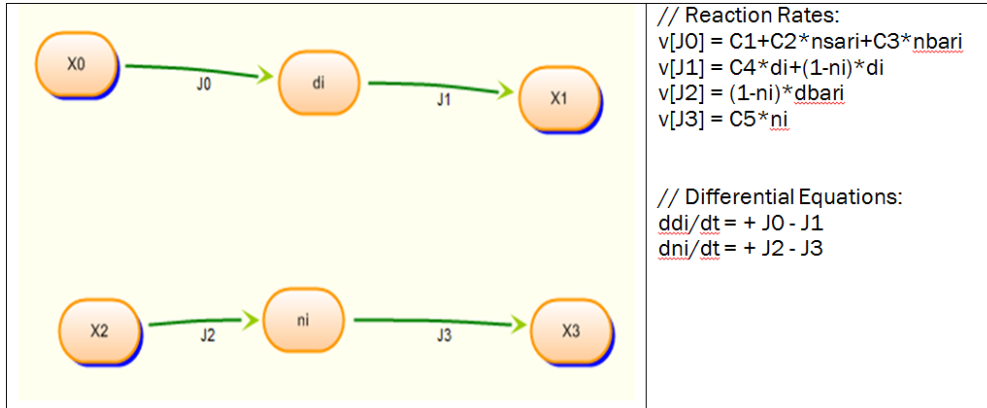 X0
J0
di
J1
X1
X2
J2
ni
J3
X3
// Reaction Rates:
v[J0] = C1+C2*nsari+C3*nbari
v[J1] = C4*di+(1-ni)*di
v[J2] = (1-ni)*dbari
v[J3] = C5*ni
// Differential Equations:
ddi/dt = + J0 - J1
dni/dt = + J2 - J3